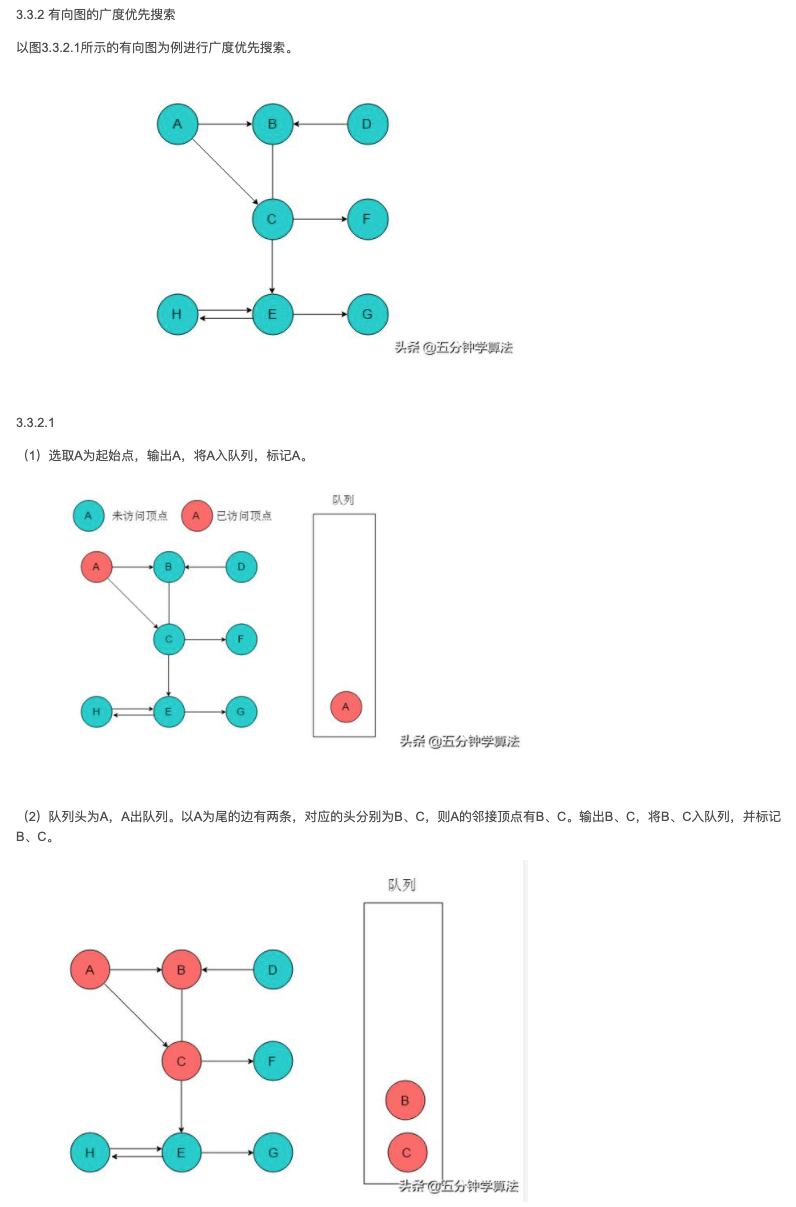 3.3.2 有向图的广度优先搜索
以图3.3.2.1所示的有向图为例进行广度优先搜索。
A B D
C F
H E G
头条 @五分钟学算法
3.3.2.1
（1）选取A为起始点，输出A，将A入队列，标记A。
队列
A 未访问顶点 A 已访问顶点
A B D
C F
H E G
A
头条 @五分钟学算法
（2）队列头为A，A出队列。以A为尾的边有两条，对应的头分别为B、C，则A的邻接顶点有B、C。输出B、C，将B、C入队列，并标记
B、C。
队列
A B D
C F
B
H E G
C
头条 @五分钟学算法